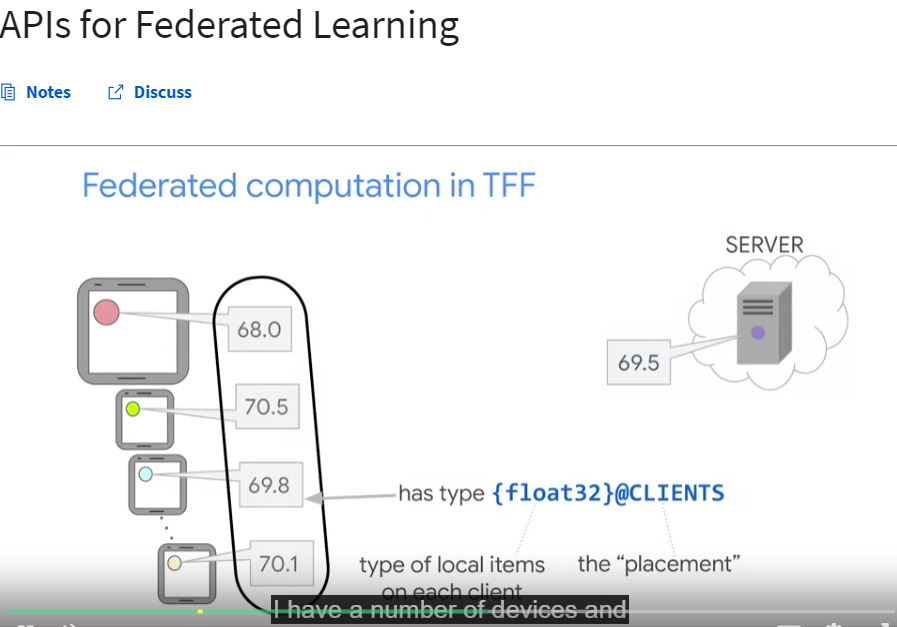 APIs for Federated Learning
Notes
Discuss
Federated computation in TFF
SERVER
68.0
69.5
70.5
69.8
has type {float32}@CLIENTS
70.1
type of local items
on each client
the “placement”
I have a number of devices and